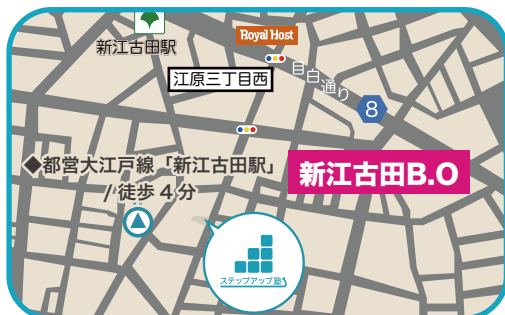 Royal Host
新江古田駅
目白通り
江原三丁目西
8
◆都営大江戸線「新江古田駅」
/ 徒歩 4 分
新江古田B.O
ステップアップ塾